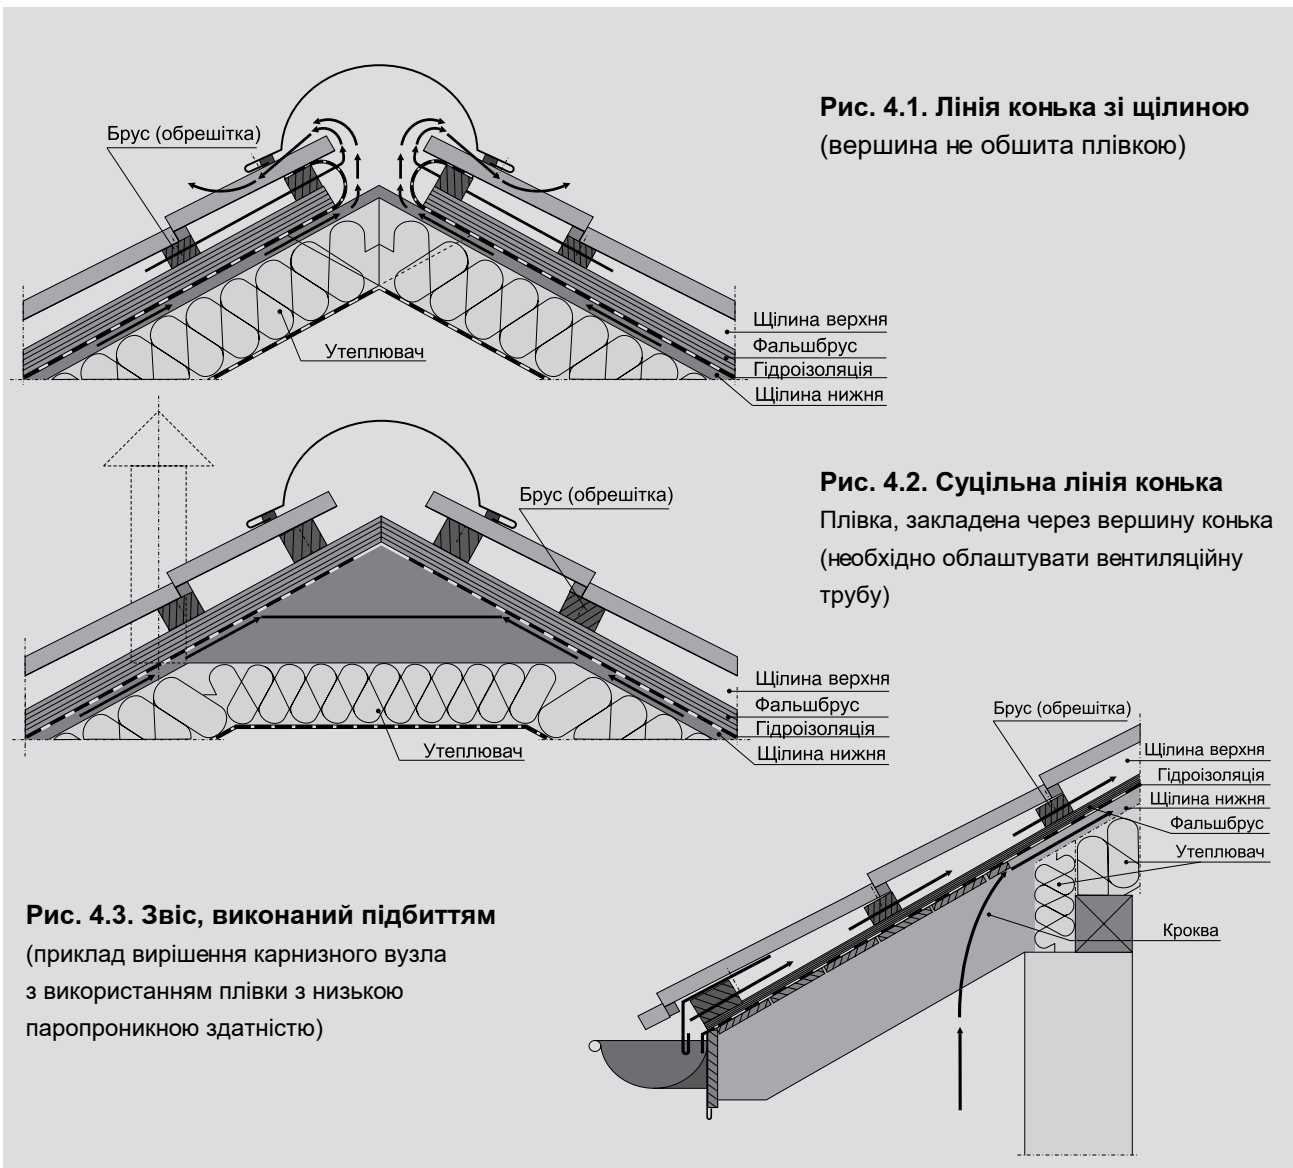 Рис. 4.1. Лінія конька зі щілиною
(вершина не обшита плівкою)
Брус (обрешітка)
Утеплювач
Щілина верхня
Фальшбрус
Гідроізоляція
Щілина нижня
Рис. 4.2. Суцільна лінія конька
Плівка, закладена через вершину конька
(необхідно облаштувати вентиляційну
трубу)
Брус (обрешітка)
Утеплювач
Щілина верхня
Фальшбрус
Гідроізоляція
Щілина нижня
Рис. 4.3. Звіс, виконаний підбиттям
(приклад вирішення карнизного вузла
з використанням плівки з низькою
паропроникною здатністю)
Брус (обрешітка)
Щілина верхня
Гідроізоляція
Щілина нижня
Фальшбрус
Утеплювач
Кроква